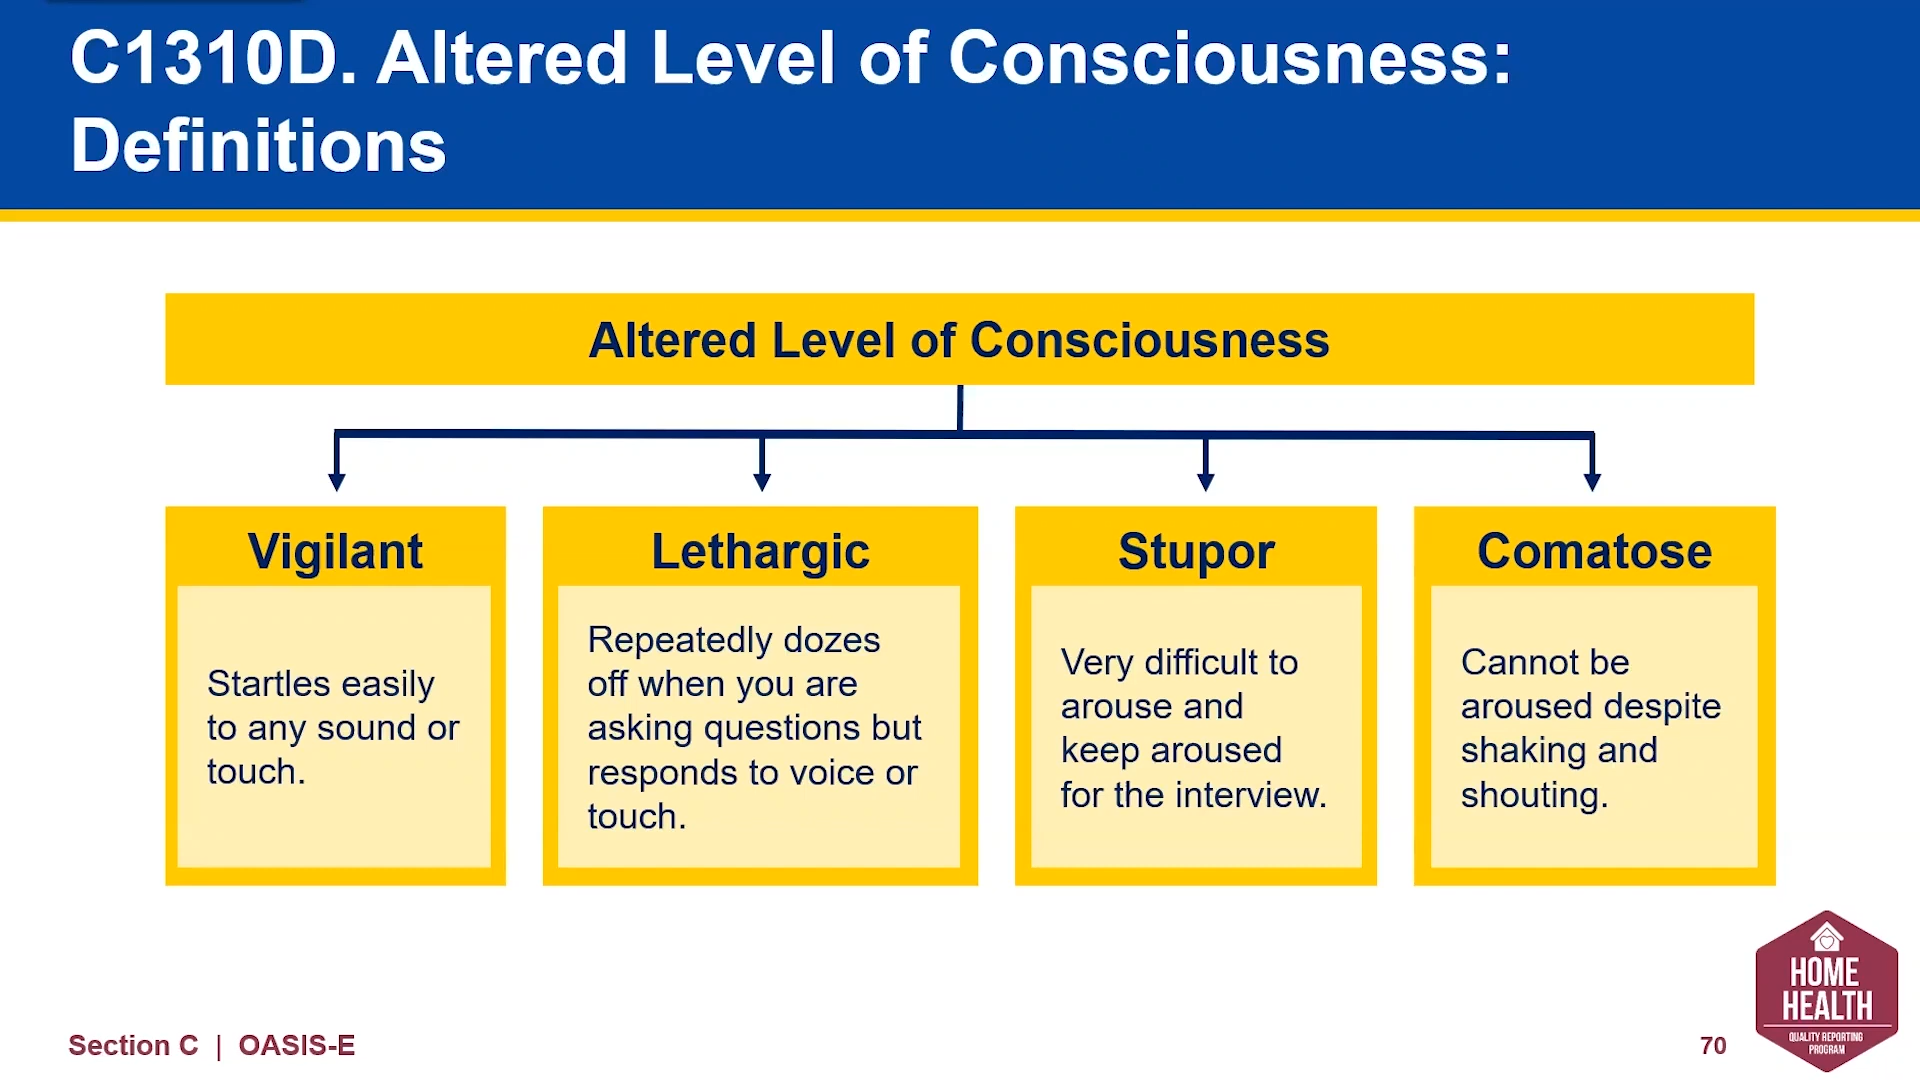 C1310D. Altered Level of Consciousness:
Definitions
Altered Level of Consciousness
Vigilant
Startles easily
to any sound or
touch.
Lethargic
Repeatedly dozes
off when you are
asking questions but
responds to voice or
touch.
Stupor
Very difficult to
arouse and
keep aroused
for the interview.
Comatose
Cannot be
aroused despite
shaking and
shouting.
Section C | OASIS-E
70
HOME
HEALTH
QUALITY REPORTING
PROGRAM